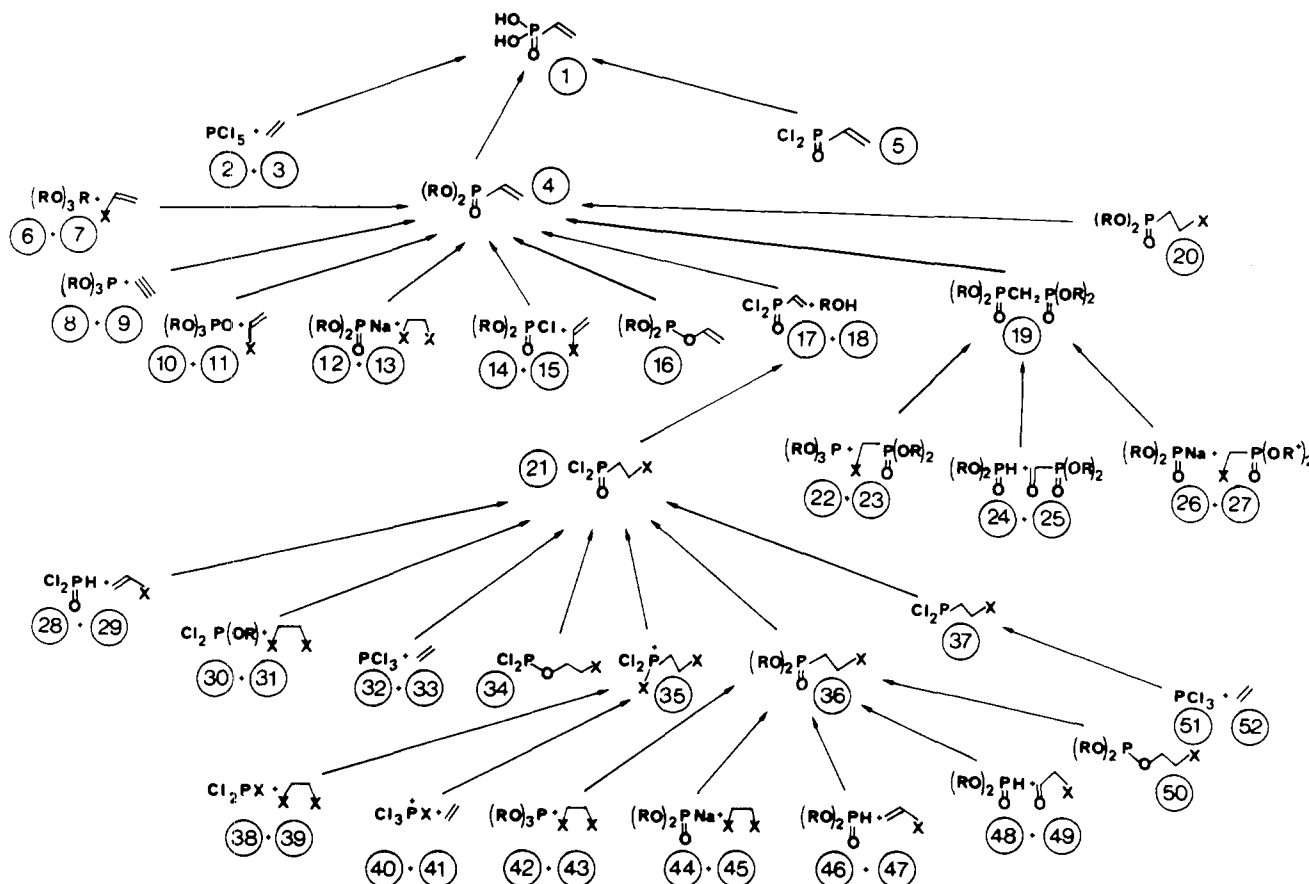 HO
HO P
O
1
PCl5 +
2 + 3
Cl2 P
O
5
(RO)3 R +
X
6 + 7
(RO)2 P
O
4
(RO)2 P X
O
20
(RO)3 P +
8 + 9
(RO)3 PO +
X
10 + 11
(RO)2 P Na +
O X X
12 + 13
(RO)2 P Cl +
O X
14 + 15
(RO)2 P O
16
Cl2 P + ROH
O
17 + 18
(RO)2 PCH2 P(OR)2
O O
19
21
Cl2 P X
O
(RO)3 P + P(OR)2
X O
22 + 23
(RO)2 PH + P(OR)2
O O O
24 + 25
(RO)2 PNa + P(OR+)2
O X O
26 + 27
Cl2 PH +
O X
28 + 29
Cl2 P(OR) +
X X
30 + 31
PCl3 +
32 + 33
Cl2 P O X
34
Cl2 P+ X
X
35
(RO)2 P X
O
36
Cl2 P X
37
PCl3 +
51 52
(RO)2 P O X
50
Cl2 PX +
X X
38 + 39
Cl3 P+ X +
40 + 41
(RO)3 P +
X X
42 + 43
(RO)2 P Na +
O X X
44 + 45
(RO)2 PH +
O X
46 + 47
(RO)2 PH +
O O X
48 + 49